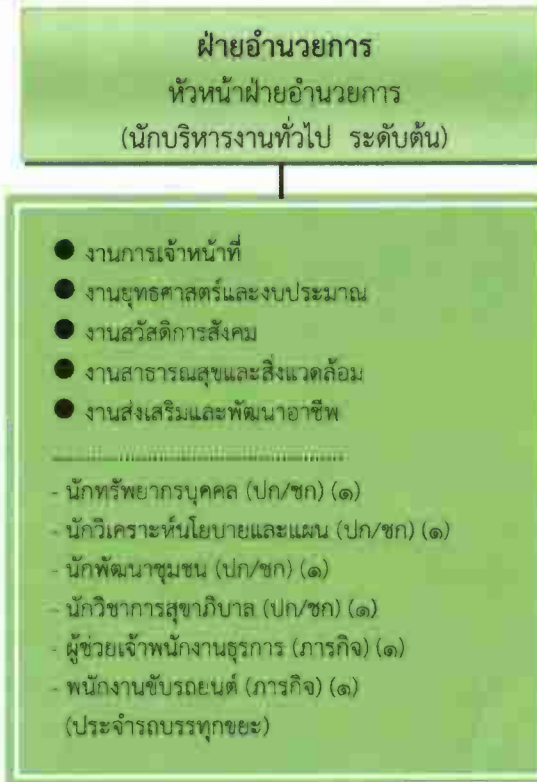 ฝ่ายอำนวยการ
หัวหน้าฝ่ายอำนวยการ
(นักบริหารงานทั่วไป ระดับต้น)
● งานการเจ้าหน้าที่
● งานยุทธศาสตร์และงบประมาณ
● งานสวัสดิการสังคม
● งานสาธารณสุขและสิ่งแวดล้อม
● งานส่งเสริมและพัฒนาอาชีพ
- นักทรัพยากรบุคคล (ปก/ชก) (๑)
- นักวิเคราะห์นโยบายและแผน (ปก/ชก) (๑)
- นักพัฒนาชุมชน (ปก/ชก) (๑)
- นักวิชาการสุขาภิบาล (ปก/ชก) (๑)
- ผู้ช่วยเจ้าพนักงานธุรการ (ภารกิจ) (๑)
- พนักงานขับรถยนต์ (ภารกิจ) (๑)
(ประจำรถบรรทุกขยะ)